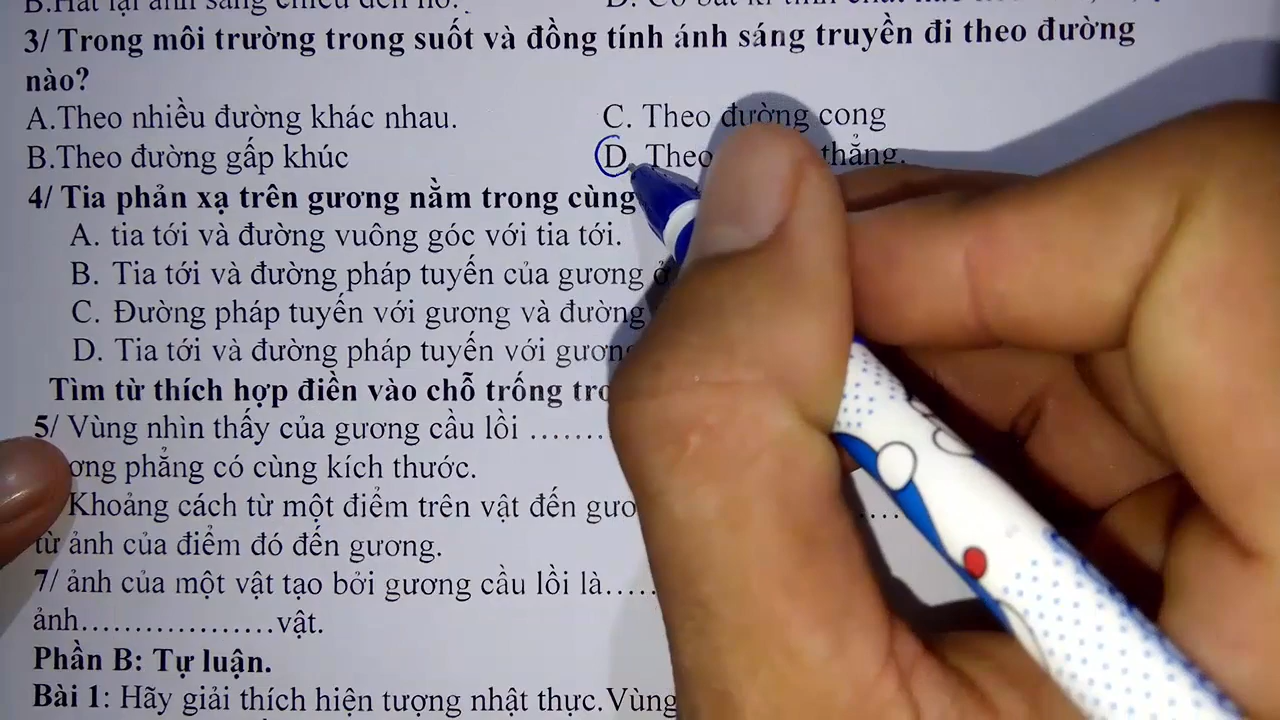 3/ Trong môi trường trong suốt và đồng tính ánh sáng truyền đi theo đường
nào?
A.Theo nhiều đường khác nhau.
C. Theo đường cong
B.Theo đường gấp khúc
D. Theo thẳng.
4/ Tia phản xạ trên gương nằm trong cùng
A. tia tới và đường vuông góc với tia tới.
B. Tia tới và đường pháp tuyến của gương ở
C. Đường pháp tuyến với gương và đường
D. Tia tới và đường pháp tuyến với gương
Tìm từ thích hợp điền vào chỗ trống
5/ Vùng nhìn thấy của gương cầu lồi ........
phẳng có cùng kích thước.
Khoảng cách từ một điểm trên vật đến ....
từ ảnh của điểm đó đến gương.
7/ ảnh của một vật tạo bởi gương cầu lồi là.....
ảnh...................vật.
Phần B: Tự luận.
Bài 1: Hãy giải thích hiện tượng nhật thực.Vùng